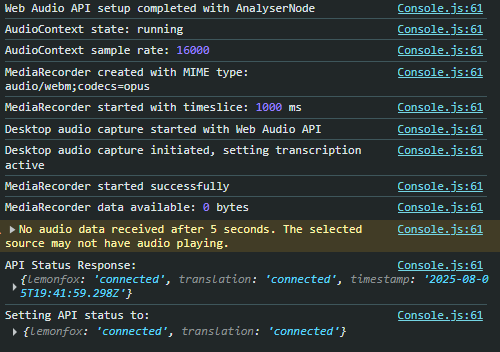 Web Audio API setup completed with AnalyserNode Console.js:61
AudioContext state: running Console.js:61
AudioContext sample rate: 16000 Console.js:61
MediaRecorder created with MIME type: Console.js:61
audio/webm;codecs=opus
MediaRecorder started with timeslice: 1000 ms Console.js:61
Desktop audio capture started with Web Audio API Console.js:61
Desktop audio capture initiated, setting transcription Console.js:61
active
MediaRecorder started successfully Console.js:61
MediaRecorder data available: 0 bytes Console.js:61
No audio data received after 5 seconds. The selected Console.js:61
source may not have audio playing.
API Status Response: Console.js:61
{lemonfox: 'connected', translation: 'connected', timestamp: '2025-08-0
5T19:41:59.298Z'}
Setting API status to: Console.js:61
{lemonfox: 'connected', translation: 'connected'}